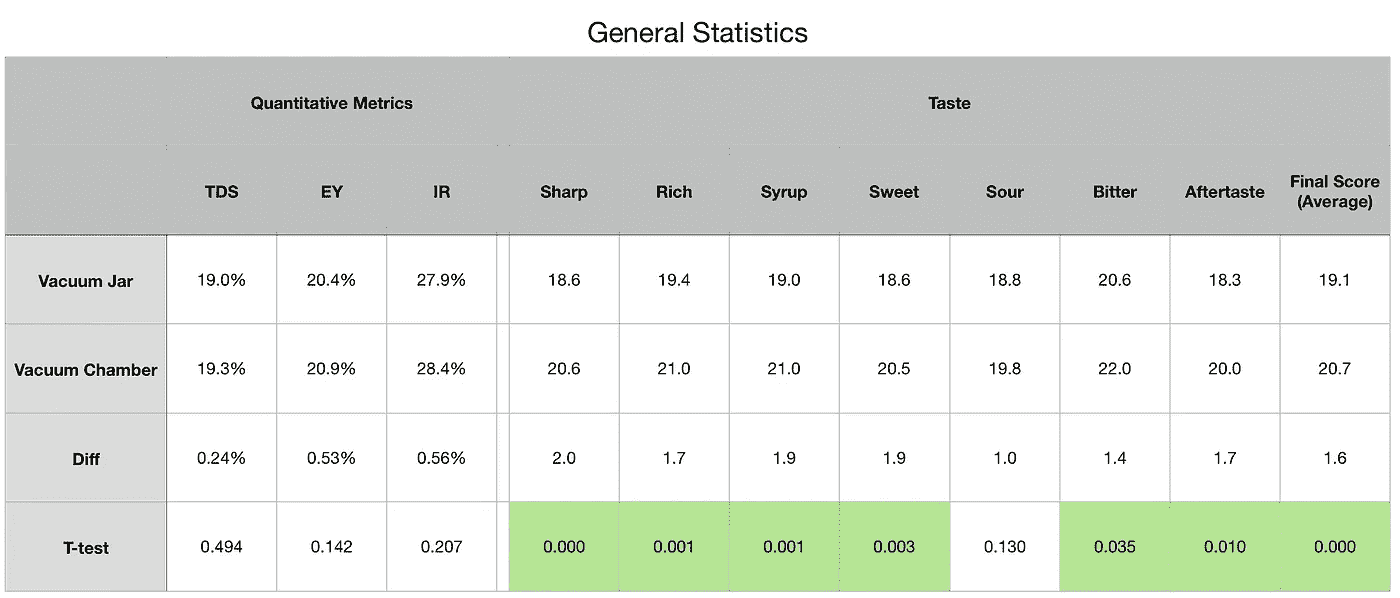 General Statistics
Quantitative Metrics Taste
TDS EY IR Sharp Rich Syrup Sweet Sour Bitter Aftertaste Final Score
(Average)
Vacuum Jar 19.0% 20.4% 27.9% 18.6 19.4 19.0 18.6 18.8 20.6 18.3 19.1
Vacuum Chamber 19.3% 20.9% 28.4% 20.6 21.0 21.0 20.5 19.8 22.0 20.0 20.7
Diff 0.24% 0.53% 0.56% 2.0 1.7 1.9 1.9 1.0 1.4 1.7 1.6
T-test 0.494 0.142 0.207 0.000 0.001 0.001 0.003 0.130 0.035 0.010 0.000